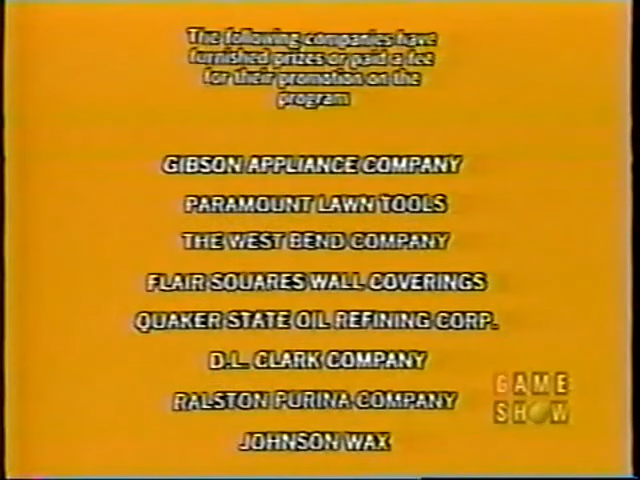 The following companies have
furnished prizes or paid a fee
for their promotion on the
program
GIBSON APPLIANCE COMPANY
PARAMOUNT LAWN TOOLS
THE WEST BEND COMPANY
FLAIR SQUARES WALL COVERINGS
QUAKER STATE OIL REFINING CORP.
D.L. CLARK COMPANY
RALSTON PURINA COMPANY
JOHNSON WAX
GAME
SHOW